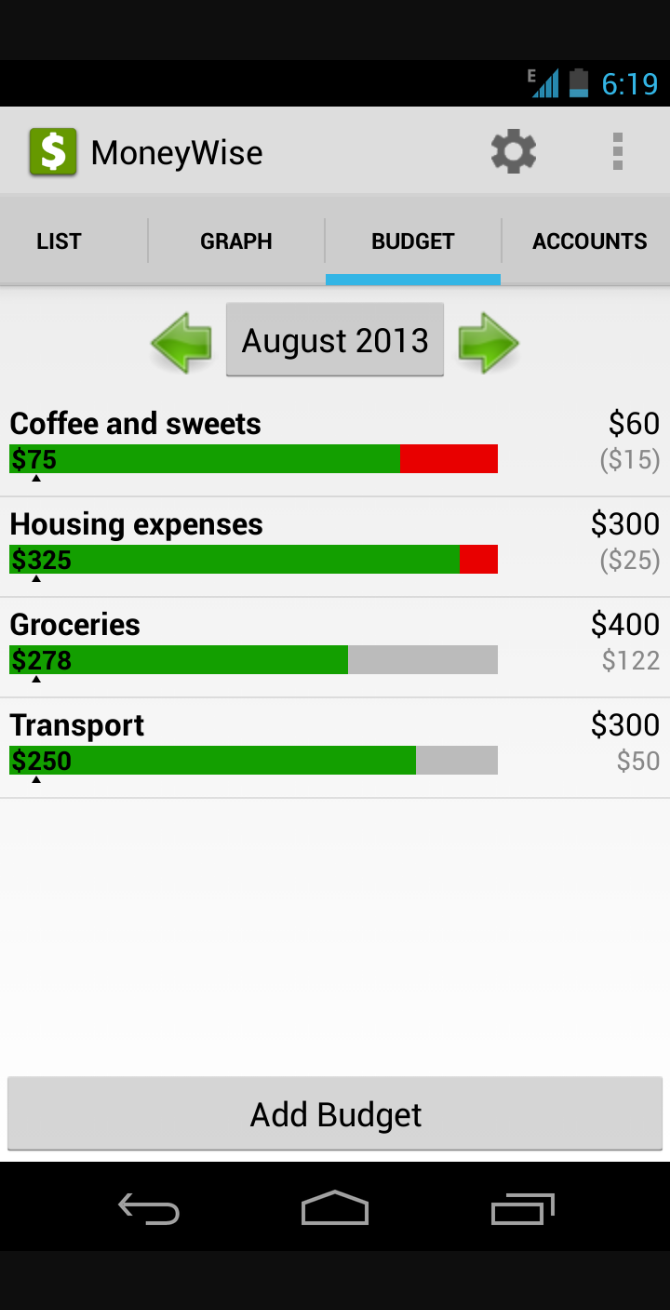 E 6:19
$ MoneyWise
LIST GRAPH BUDGET ACCOUNTS
August 2013
Coffee and sweets $60
$75 ($15)
Housing expenses $300
$325 ($25)
Groceries $400
$278 $122
Transport $300
$250 $50
Add Budget